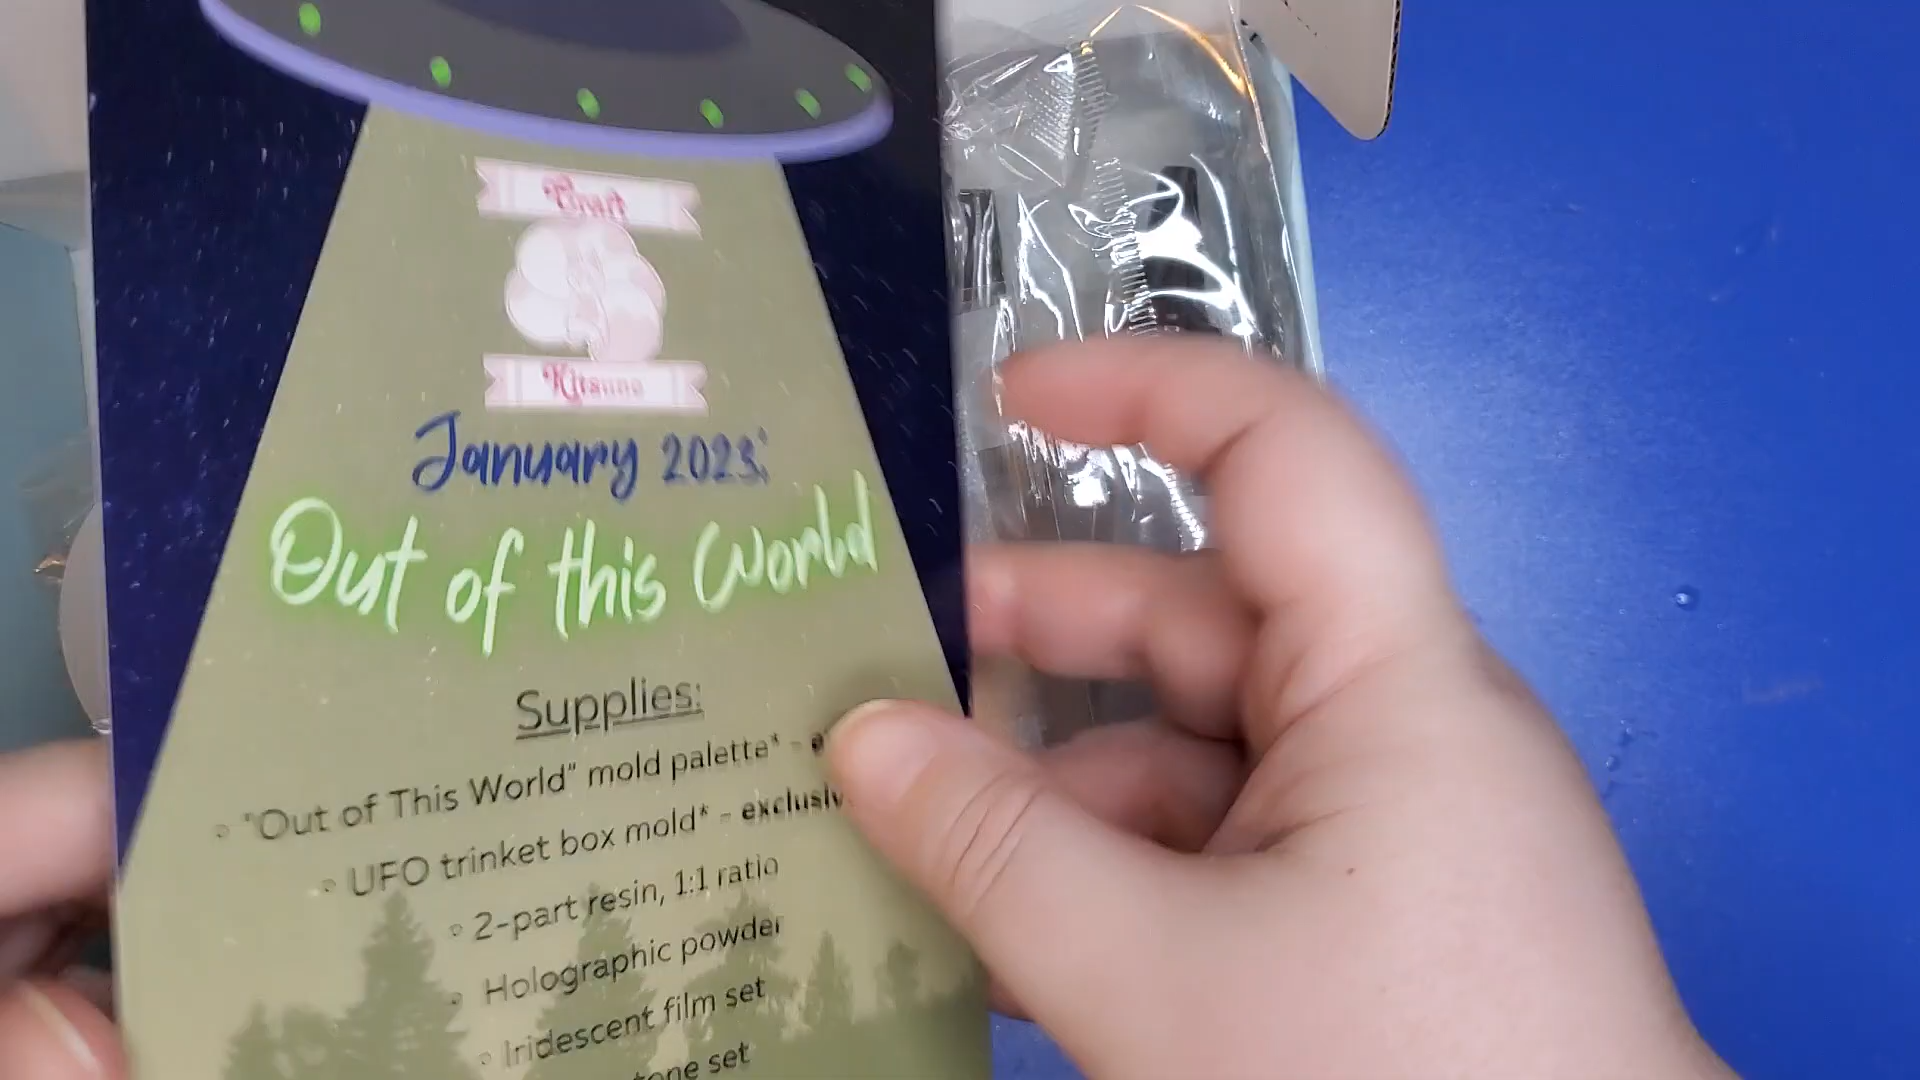 Craft
Kitsune
January 2023:
Out of this World
Supplies:
"Out of This World" mold palette* -
UFO trinket box mold* -
2-part resin, 1:1 ratio
Holographic powder
Iridescent film set
set